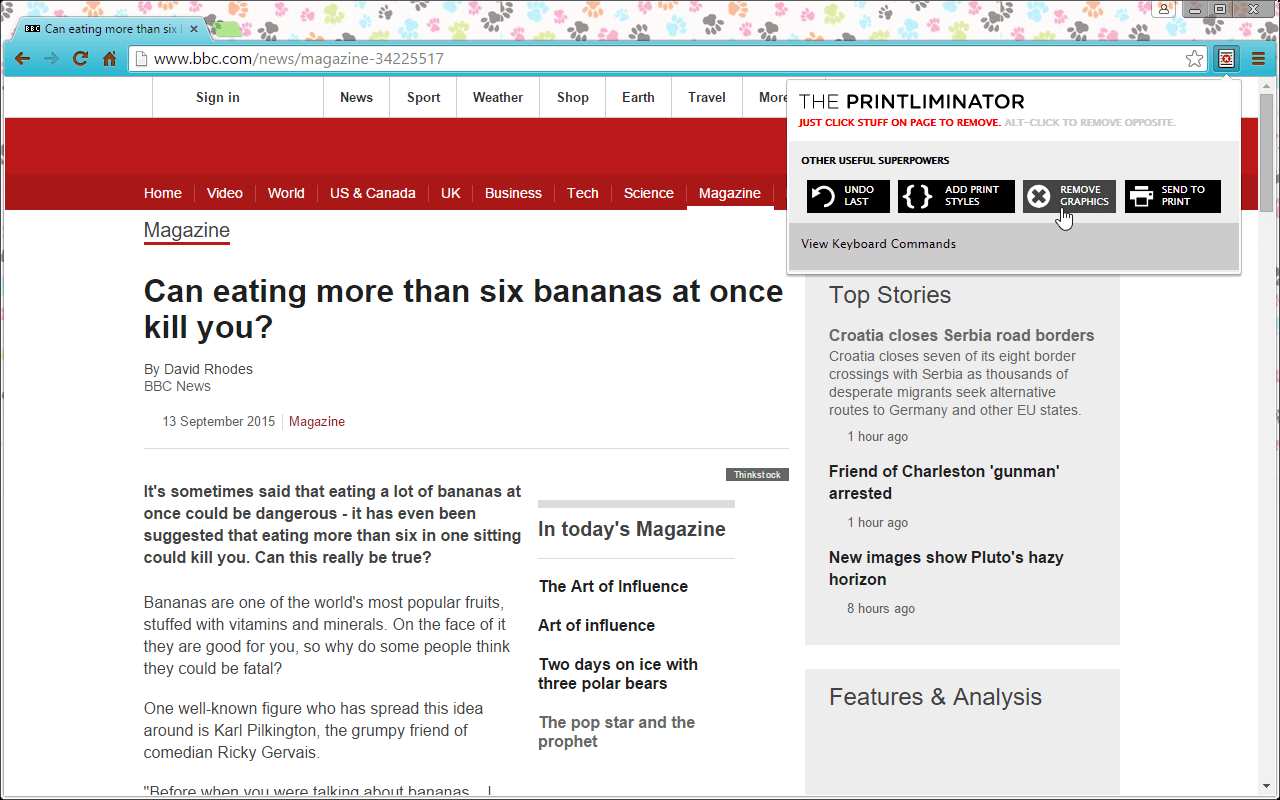 BBC Can eating more than six
www.bbc.com/news/magazine-34225517
Sign in
News
Sport
Weather
Shop
Earth
Travel
More
THE PRINTLIMINATOR
JUST CLICK STUFF ON PAGE TO REMOVE. ALT-CLICK TO REMOVE OPPOSITE.
OTHER USEFUL SUPERPOWERS
UNDO
LAST
ADD PRINT
STYLES
REMOVE
GRAPHICS
SEND TO
PRINT
View Keyboard Commands
Home
Video
World
US & Canada
UK
Business
Tech
Science
Magazine
Magazine
Can eating more than six bananas at once
kill you?
By David Rhodes
BBC News
13 September 2015
Magazine
Thinkstock
It's sometimes said that eating a lot of bananas at
once could be dangerous - it has even been
suggested that eating more than six in one sitting
could kill you. Can this really be true?
Bananas are one of the world's most popular fruits,
stuffed with vitamins and minerals. On the face of it
they are good for you, so why do some people think
they could be fatal?
One well-known figure who has spread this idea
around is Karl Pilkington, the grumpy friend of
comedian Ricky Gervais.
"Before when you were talking about bananas... I
In today's Magazine
The Art of Influence
Art of influence
Two days on ice with
three polar bears
The pop star and the
prophet
Top Stories
Croatia closes Serbia road borders
Croatia closes seven of its eight border
crossings with Serbia as thousands of
desperate migrants seek alternative
routes to Germany and other EU states.
1 hour ago
Friend of Charleston 'gunman'
arrested
1 hour ago
New images show Pluto's hazy
horizon
8 hours ago
Features & Analysis